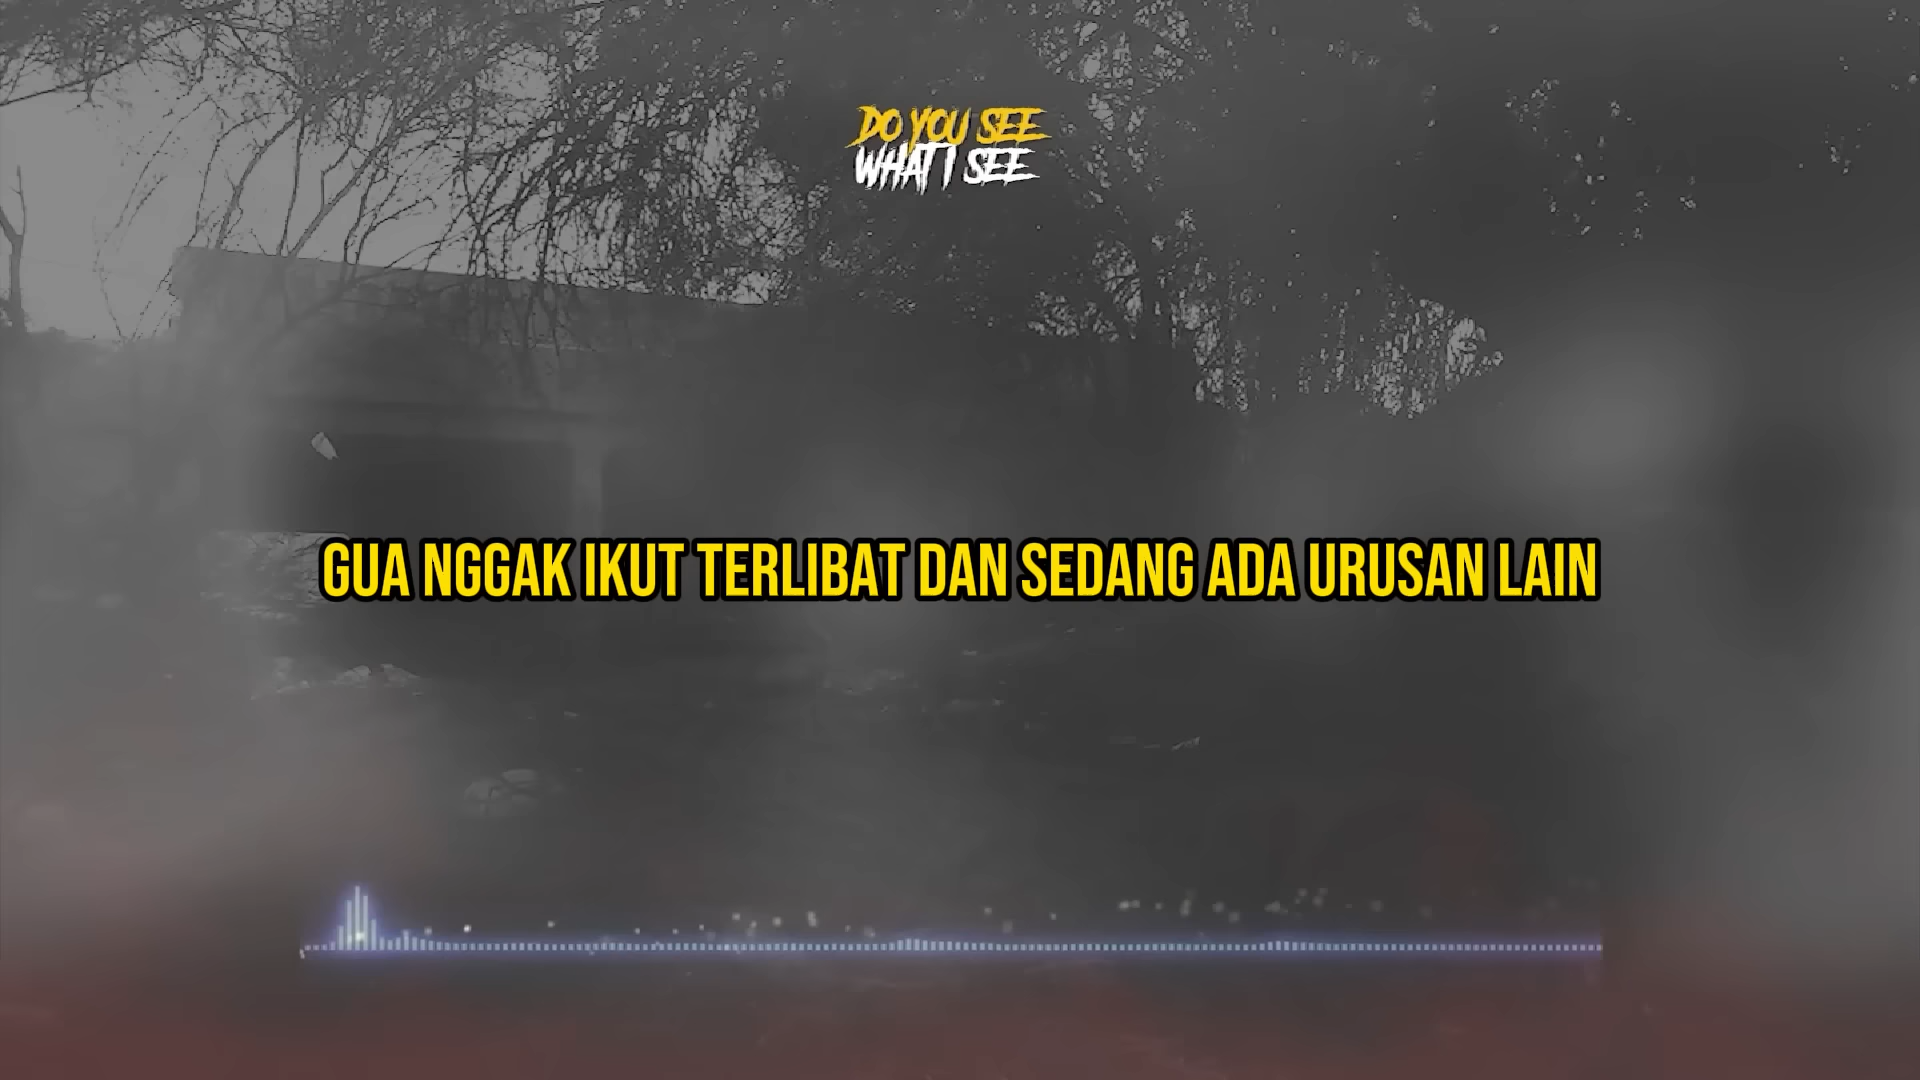 DO YOU SEE
WHAT I SEE
GUA NGGAK IKUT TERLIBAT DAN SEDANG ADA URUSAN LAIN